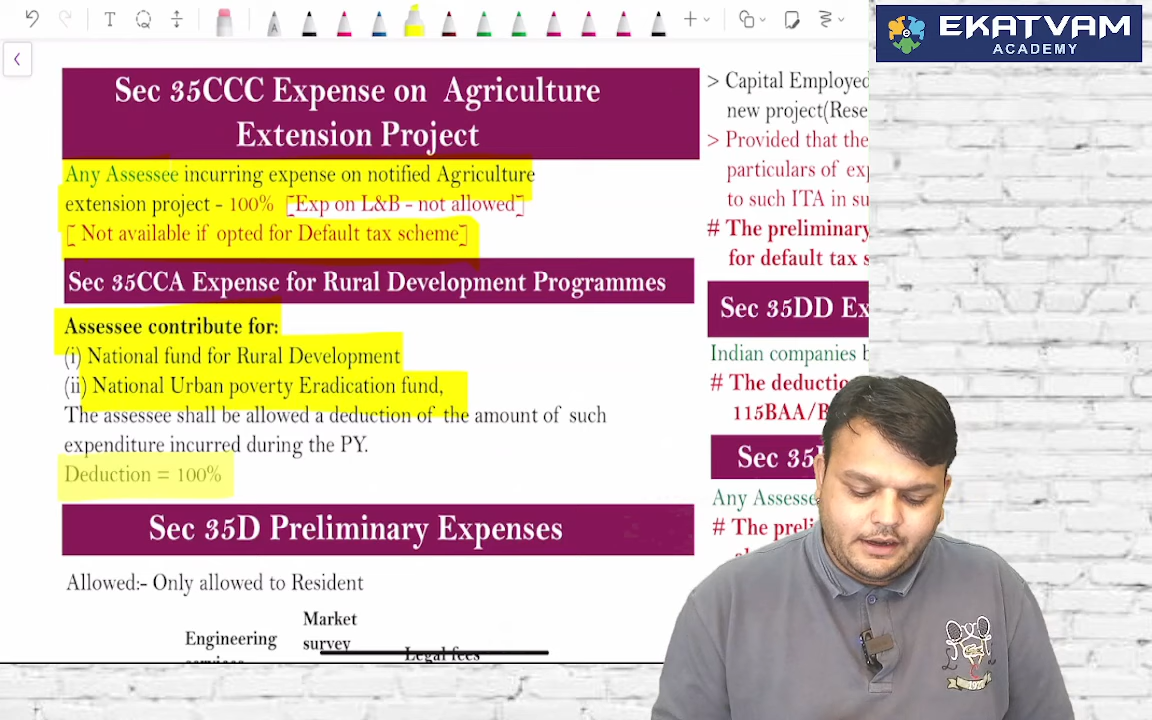 EKATVAM
ACADEMY
Sec 35CCC Expense on Agriculture
Extension Project
Any Assessee incurring expense on notified Agriculture
extension project - 100% [Exp on L&B - not allowed]
[ Not available if opted for Default tax scheme]
Sec 35CCA Expense for Rural Development Programmes
Assessee contribute for:
(i) National fund for Rural Development
(ii) National Urban poverty Eradication fund,
The assessee shall be allowed a deduction of the amount of such
expenditure incurred during the PY.
Deduction = 100%
Sec 35D Preliminary Expenses
Allowed:- Only allowed to Resident
Market
survey
Engineering
Legal fees
> Capital Employed
new project(Rese
> Provided that the
particulars of exp
to such ITA in su
# The preliminary
for default tax s
Sec 35DD Ex
Indian companies b
# The deductio
115BAA/B
Sec 35
Any Assesse
# The preli